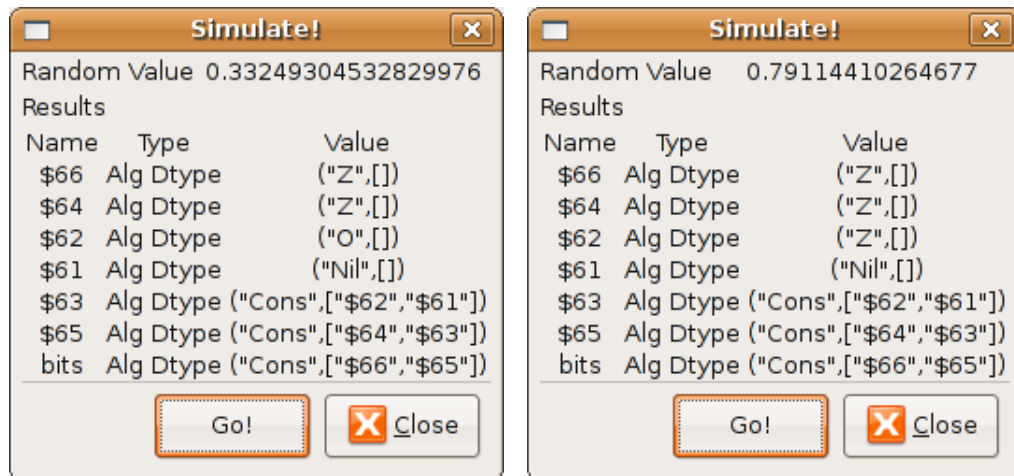 Simulate!
Random Value 0.33249304532829976
Results
Name Type Value
$66 Alg Dtype ("Z",[])
$64 Alg Dtype ("Z",[])
$62 Alg Dtype ("O",[])
$61 Alg Dtype ("Nil",[])
$63 Alg Dtype ("Cons",["$62","$61"])
$65 Alg Dtype ("Cons",["$64","$63"])
bits Alg Dtype ("Cons",["$66","$65"])
Go! Close
Simulate!
Random Value 0.79114410264677
Results
Name Type Value
$66 Alg Dtype ("Z",[])
$64 Alg Dtype ("Z",[])
$62 Alg Dtype ("Z",[])
$61 Alg Dtype ("Nil",[])
$63 Alg Dtype ("Cons",["$62","$61"])
$65 Alg Dtype ("Cons",["$64","$63"])
bits Alg Dtype ("Cons",["$66","$65"])
Go! Close